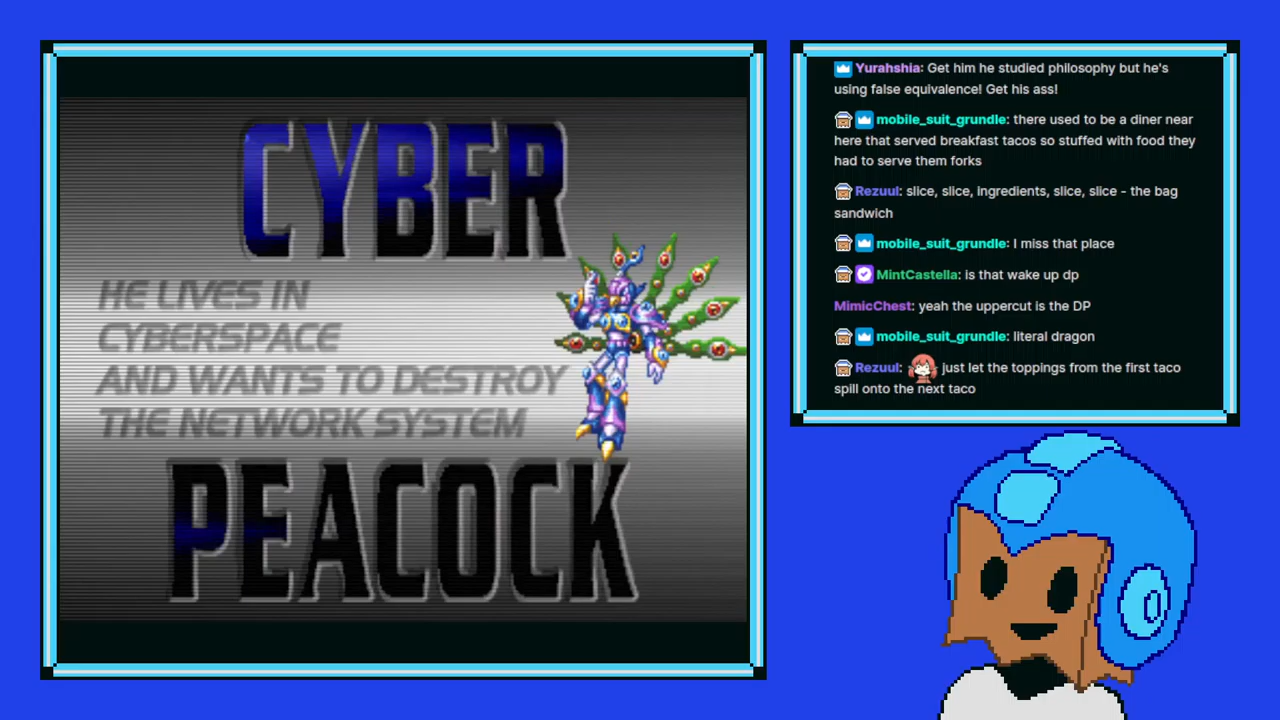 CYBER
HE LIVES IN
CYBERSPACE
AND WANTS TO DESTROY
THE NETWORK SYSTEM
PEACOCK
Yurahshia: Get him he studied philosophy but he's
using false equivalence! Get his ass!
mobile_suit_grundle: there used to be a diner near
here that served breakfast tacos so stuffed with food they
had to serve them forks
Rezuul: slice, slice, ingredients, slice, slice - the bag
sandwich
mobile_suit_grundle: I miss that place
MintCastella: is that wake up dp
MimicChest: yeah the uppercut is the DP
mobile_suit_grundle: literal dragon
Rezuul: just let the toppings from the first taco
spill onto the next taco